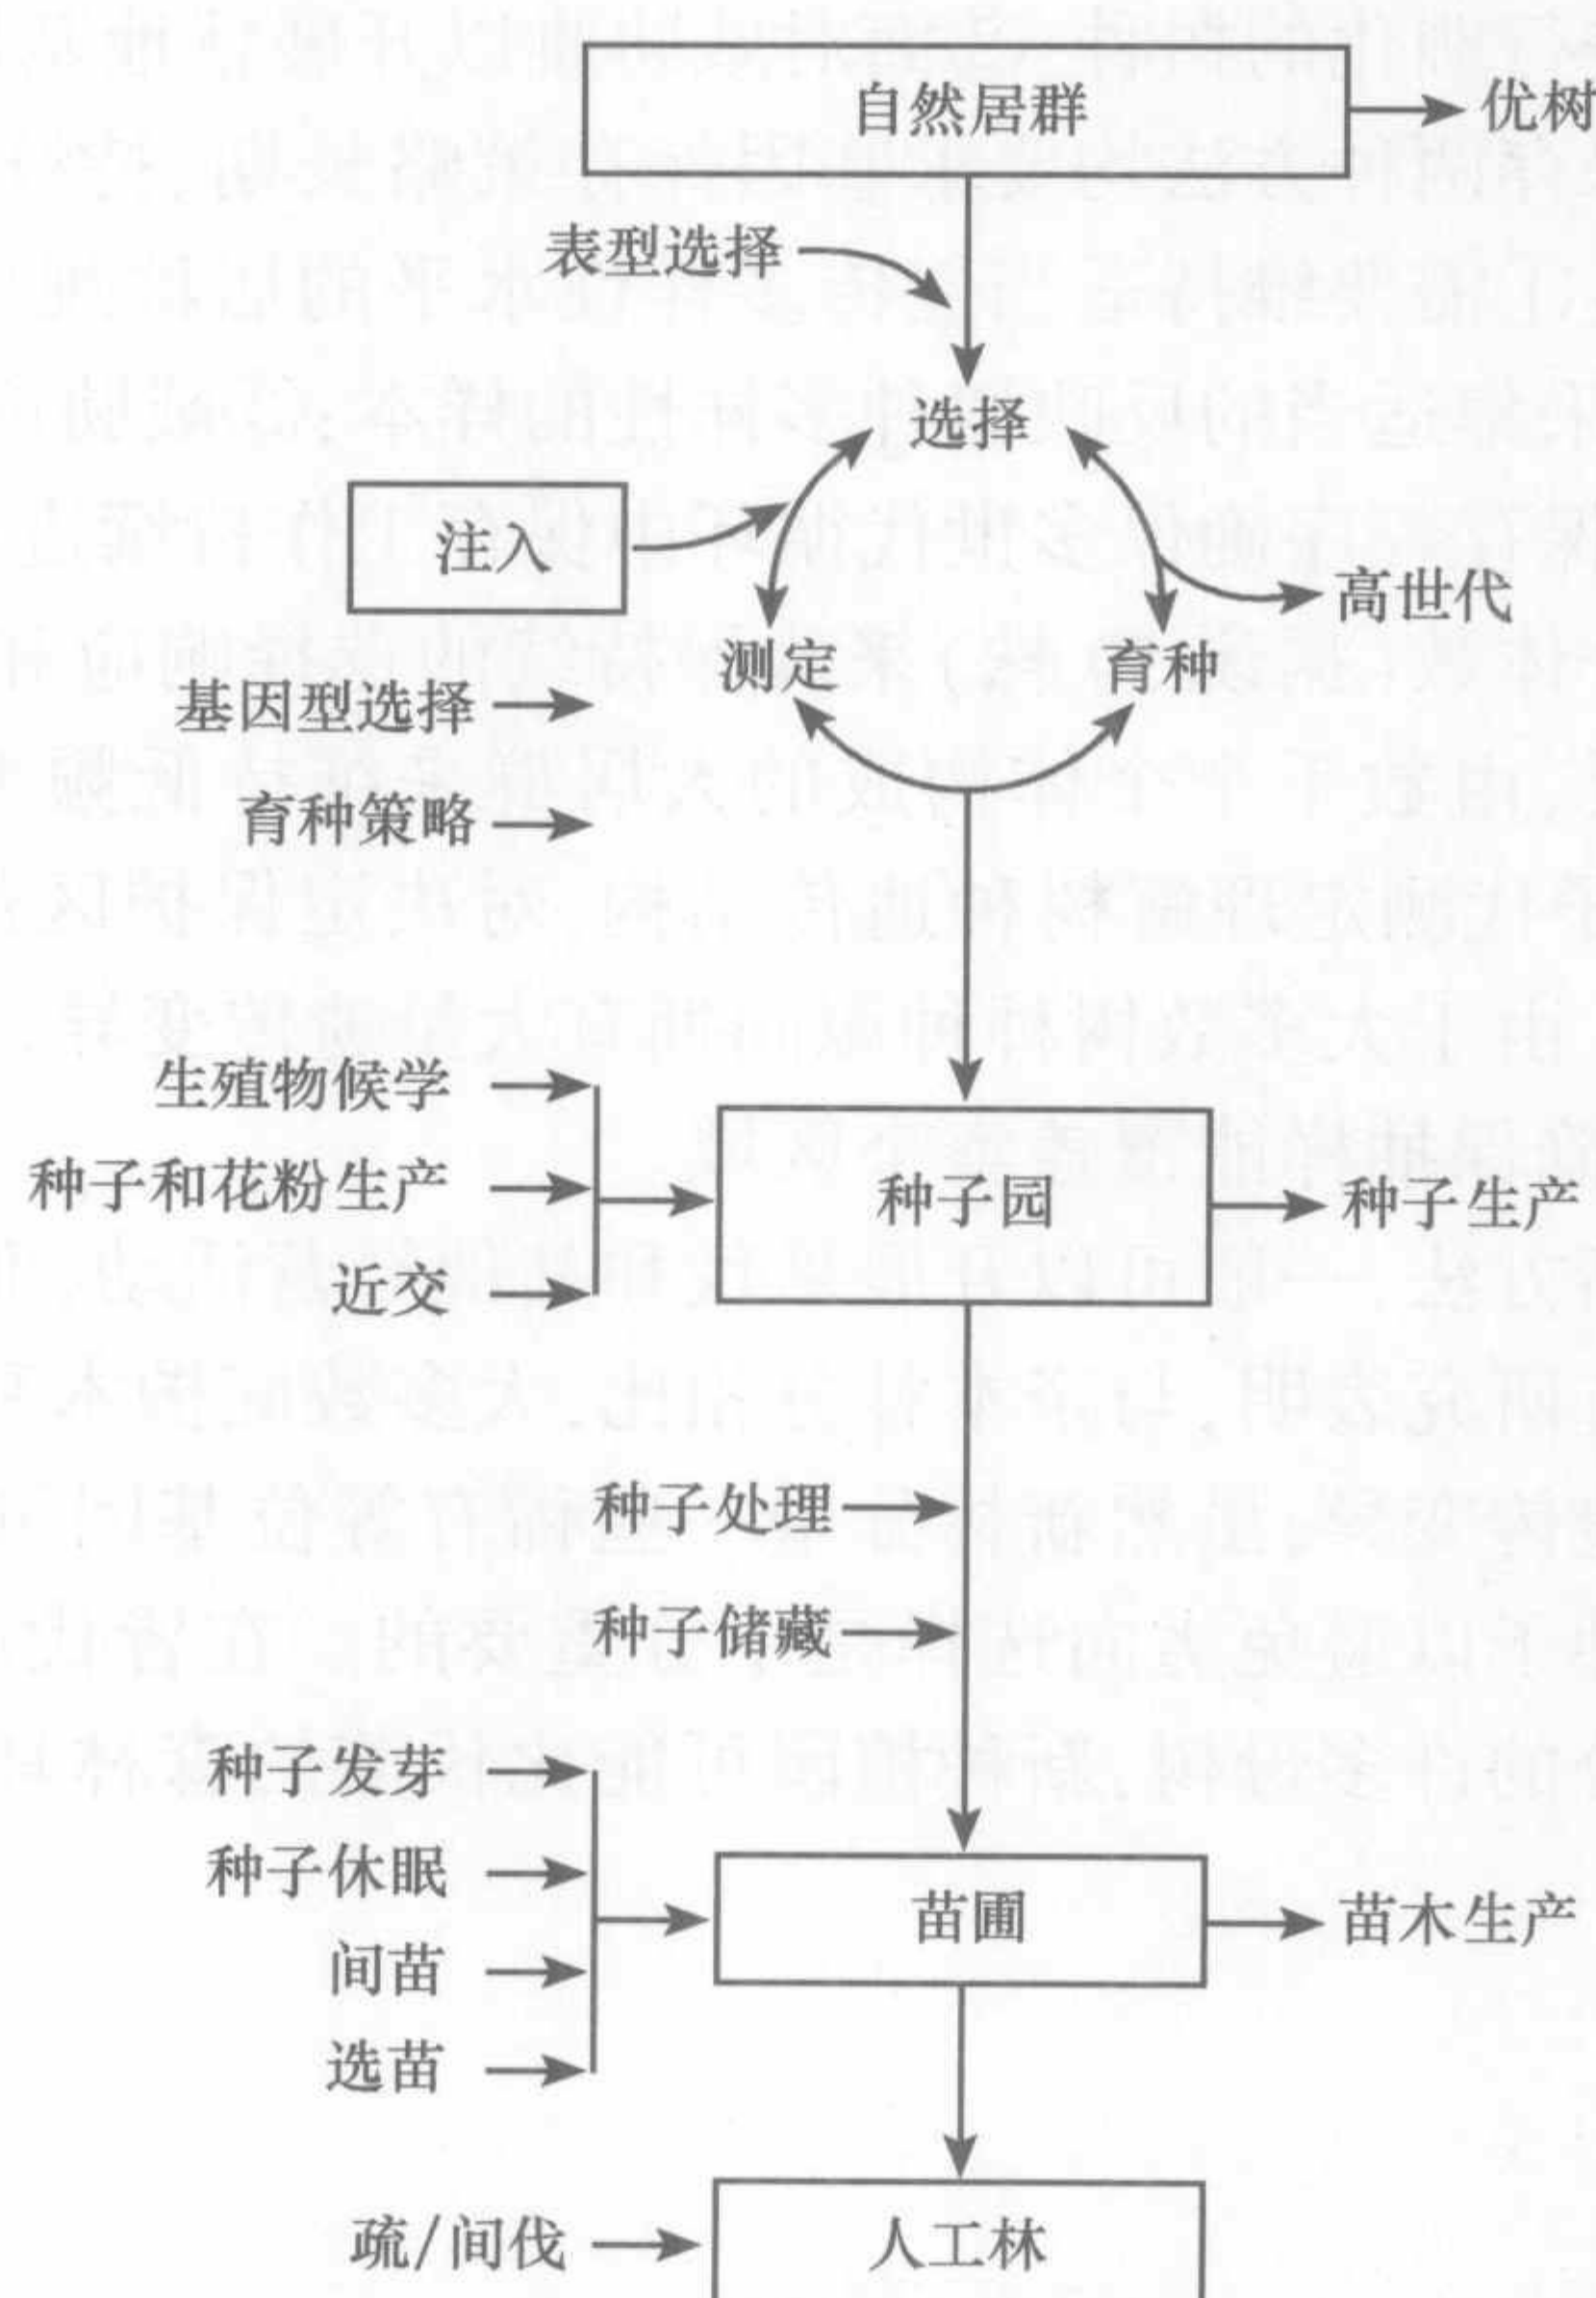 自然居群
优树
表型选择
选择
注入
高世代
测定
育种
基因型选择
育种策略
生殖物候学
种子和花粉生产
种子园
种子生产
近交
种子处理
种子储藏
种子发芽
种子休眠
苗圃
苗木生产
间苗
选苗
疏/间伐
人工林